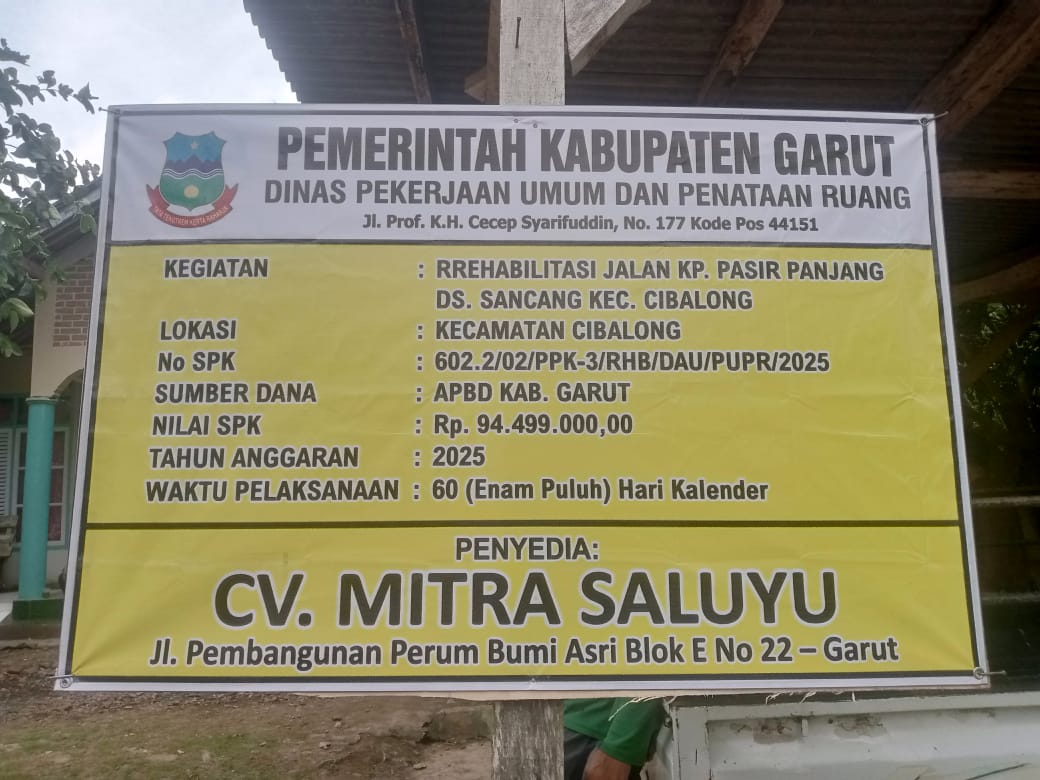 PEMERINTAH KABUPATEN GARUT
DINAS PEKERJAAN UMUM DAN PENATAAN RUANG
Jl. Prof. K.H. Cecep Syarifuddin, No. 177 Kode Pos 44151
TATA TENGTREM KERTA RAHARJA
KEGIATAN : RREHABILITASI JALAN KP. PASIR PANJANG
DS. SANCANG KEC. CIBALONG
LOKASI : KECAMATAN CIBALONG
No SPK : 602.2/02/PPK-3/RHB/DAU/PUPR/2025
SUMBER DANA : APBD KAB. GARUT
NILAI SPK : Rp. 94.499.000,00
TAHUN ANGGARAN : 2025
WAKTU PELAKSANAAN : 60 (Enam Puluh) Hari Kalender
PENYEDIA:
CV. MITRA SALUYU
Jl. Pembangunan Perum Bumi Asri Blok E No 22 – Garut